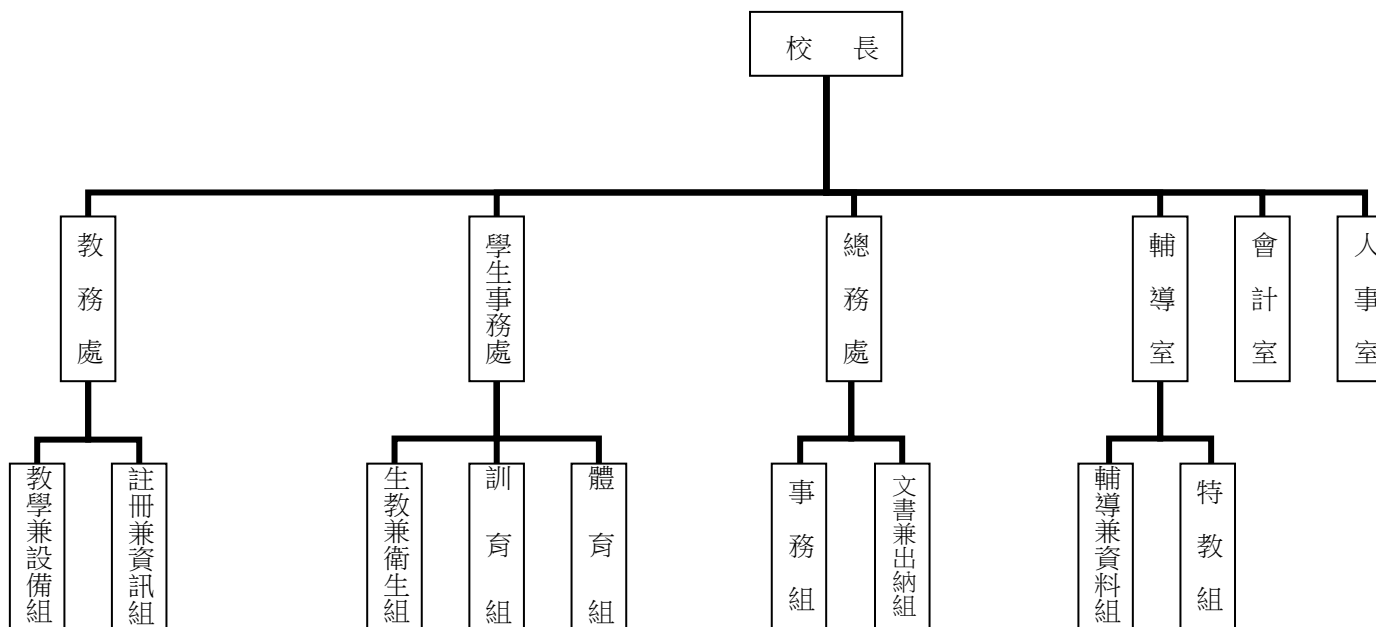 校 長
教務處
學生事務處
總務處
輔導室
會計室
人事室
教學兼設備組
註冊兼資訊組
生教兼衛生組
訓育組
體育組
事務組
文書兼出納組
輔導兼資料組
特教組